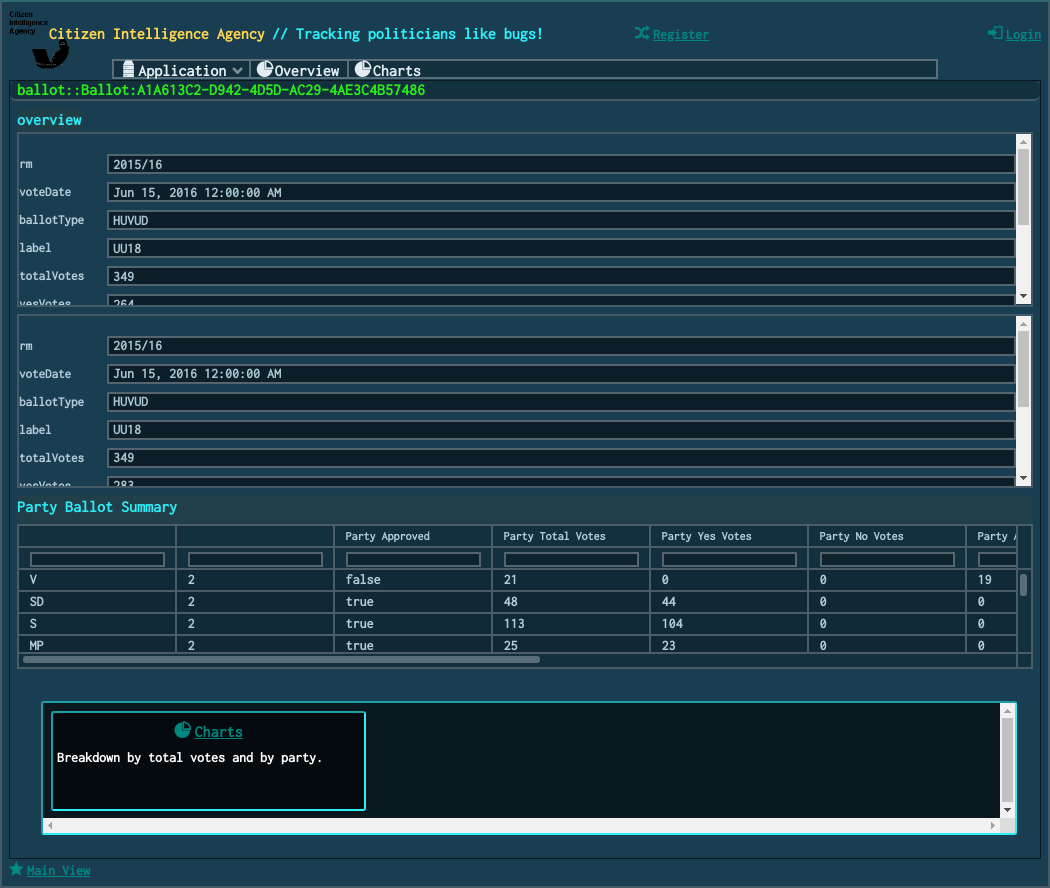 Citizen
Intelligence
Agency
Citizen Intelligence Agency // Tracking politicians like bugs!
Register
Login
Application
Overview
Charts
ballot::Ballot:A1A613C2-D942-4D5D-AC29-4AE3C4B57486
overview
rm 2015/16
voteDate Jun 15, 2016 12:00:00 AM
ballotType HUVUD
label UU18
totalVotes 349
yesVotes 264
rm 2015/16
voteDate Jun 15, 2016 12:00:00 AM
ballotType HUVUD
label UU18
totalVotes 349
yesVotes 283
Party Ballot Summary
Party Approved Party Total Votes Party Yes Votes Party No Votes Party A
V 2 false 21 0 0 19
SD 2 true 48 44 0 0
S 2 true 113 104 0 0
MP 2 true 25 23 0 0
Charts
Breakdown by total votes and by party.
Main View